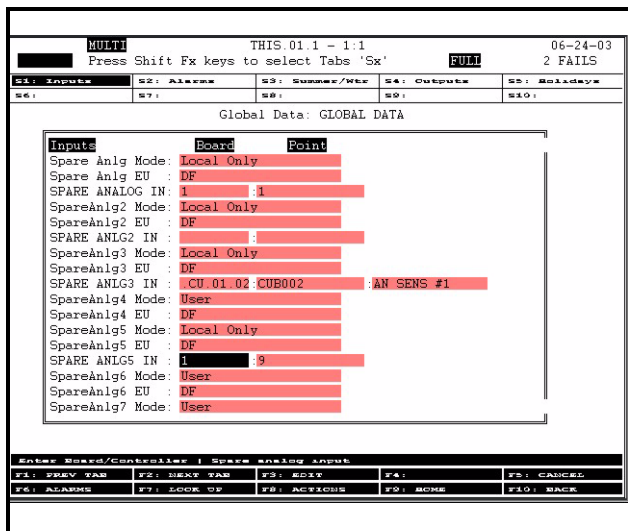 MULTI THIS.01.1 - 1:1 06-24-03
Press Shift Fx keys to select Tabs 'Sx' FULL 2 FAILS
S1: Inputs S2: Alarms S3: Summer/Wtr S4: Outputs S5: Holidays
S6: S7: S8: S9: S10:
Global Data: GLOBAL DATA
Inputs Board Point
Spare Anlg Mode: Local Only
Spare Anlg EU : DF
SPARE ANALOG IN: 1 :1
SpareAnlg2 Mode: Local Only
SpareAnlg2 EU : DF
SPARE ANLG2 IN : :
SpareAnlg3 Mode: Local Only
SpareAnlg3 EU : DF
SPARE ANLG3 IN : .CU.01.02:CUB002 :AN SENS #1
SpareAnlg4 Mode: User
SpareAnlg4 EU : DF
SpareAnlg5 Mode: Local Only
SpareAnlg5 EU : DF
SPARE ANLG5 IN : 1 :9
SpareAnlg6 Mode: User
SpareAnlg6 EU : DF
SpareAnlg7 Mode: User
Enter Board/Controller | Spare analog input
F1: PREV TAB F2: NEXT TAB F3: EDIT F4: F5: CANCEL
F6: ALARMS F7: LOOK UP F8: ACTIONS F9: HOME F10: BACK